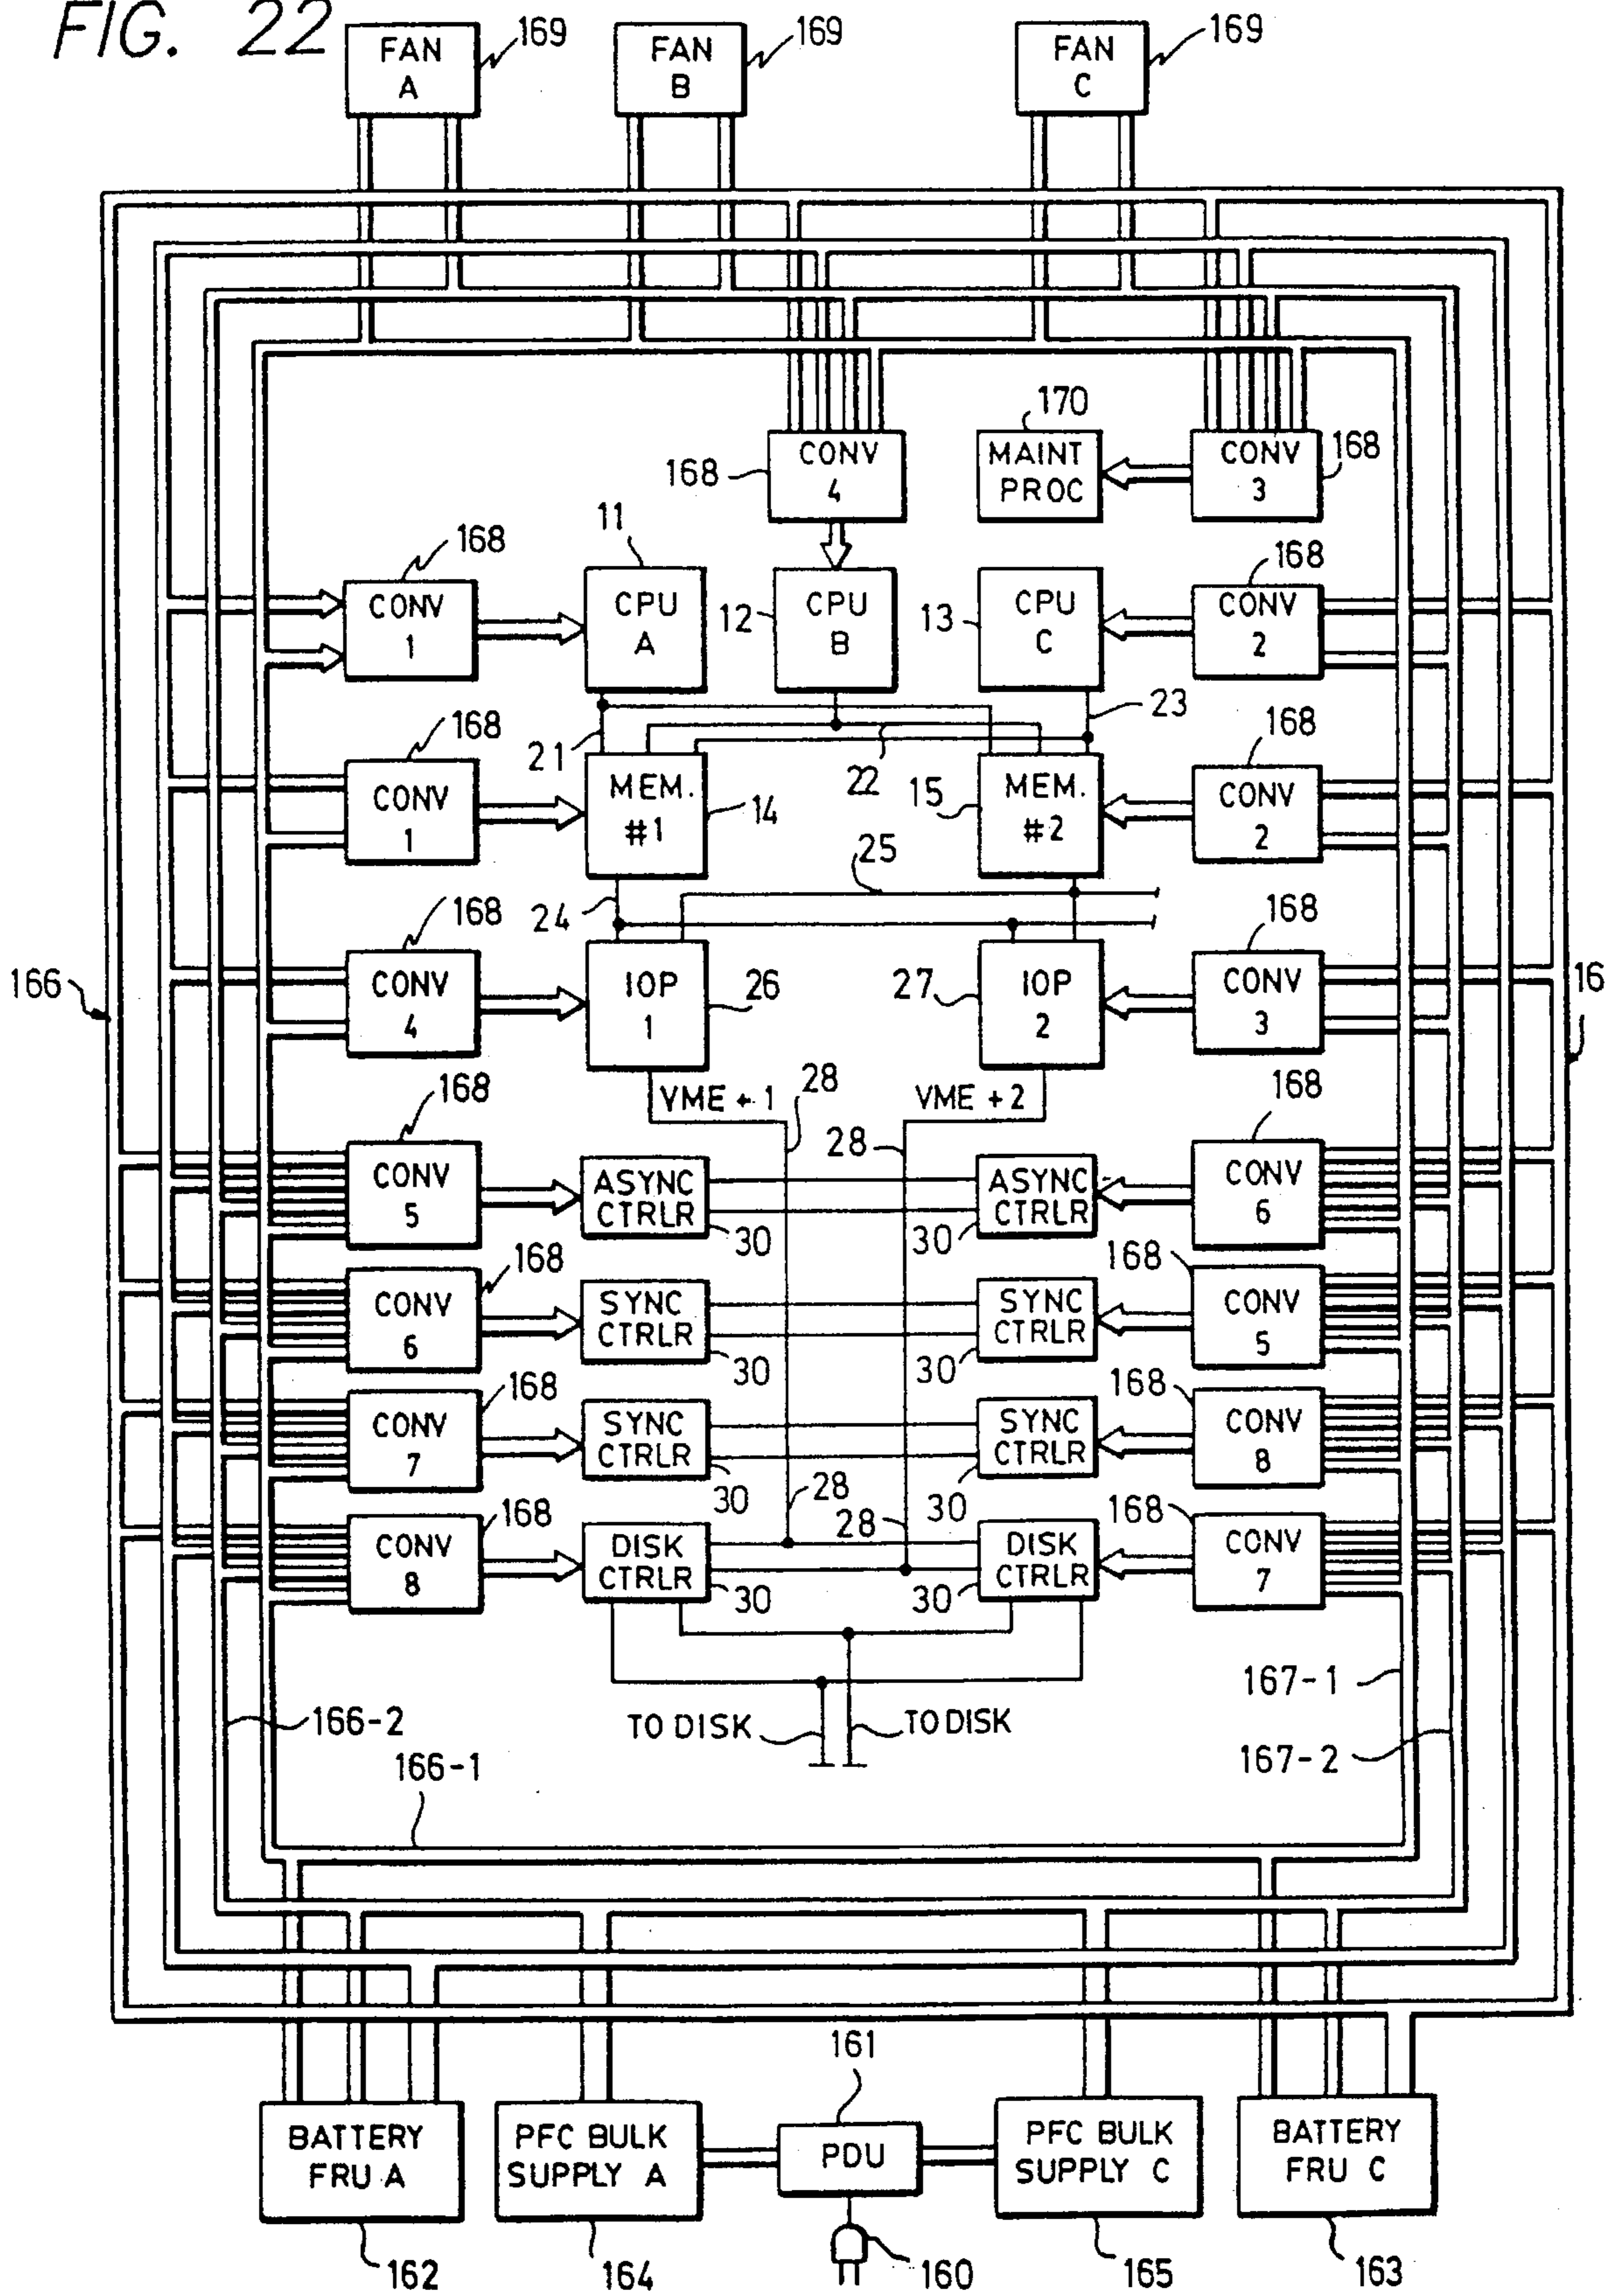 FIG. 22
FAN
A
169
FAN
B
169
FAN
C
169
170
MAINT
PROC
CONV
3
168
CONV
4
168
11
168
CONV
1
CPU
A
12
CPU
B
13
CPU
C
168
CONV
2
23
168
CONV
1
21
MEM.
#1
14
22
15
MEM.
#2
168
CONV
2
25
168
CONV
4
24
IOP
1
26
27
IOP
2
168
CONV
3
166
16
VME + 1
28
VME + 2
28
168
CONV
5
ASYNC
CTRLR
30
ASYNC
CTRLR
30
168
CONV
6
168
CONV
6
SYNC
CTRLR
30
SYNC
CTRLR
30
168
CONV
5
168
CONV
7
SYNC
CTRLR
30
SYNC
CTRLR
30
168
CONV
8
28
28
168
CONV
8
DISK
CTRLR
30
DISK
CTRLR
30
168
CONV
7
166-2
TO DISK
TO DISK
167-1
167-2
166-1
161
BATTERY
FRU A
PFC BULK
SUPPLY A
PDU
PFC BULK
SUPPLY C
BATTERY
FRU C
162
164
160
165
163